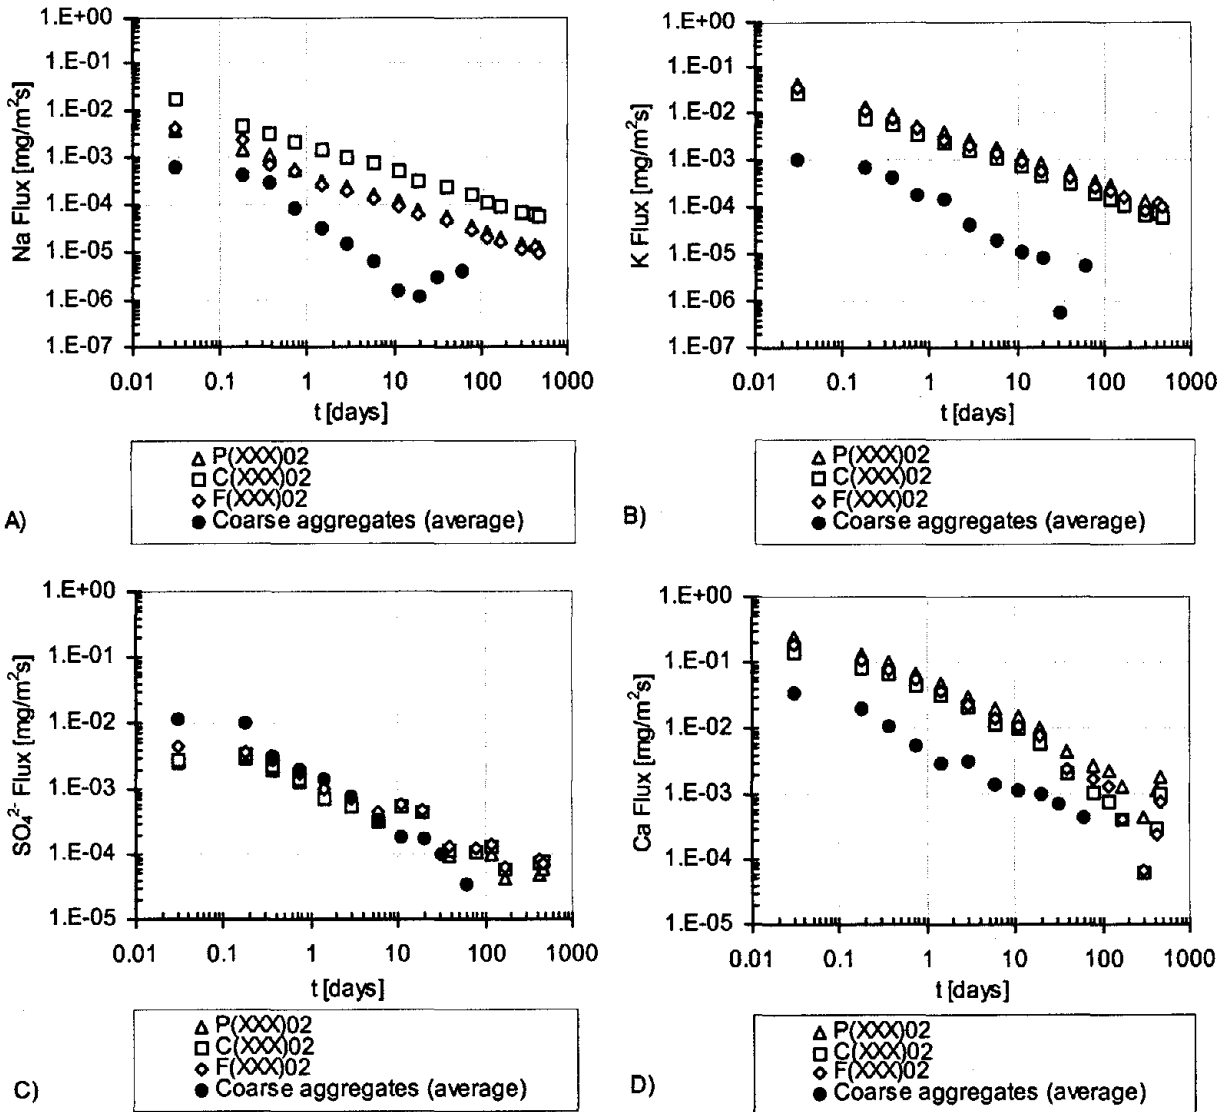 1.E+00
1.E-01
1.E-02
1.E-03
1.E-04
1.E-05
1.E-06
1.E-07
Na Flux [mg/m²s]
0.01 0.1 1 10 100 1000
t [days]
P(XXX)02
C(XXX)02
F(XXX)02
Coarse aggregates (average)
A)
1.E+00
1.E-01
1.E-02
1.E-03
1.E-04
1.E-05
1.E-06
1.E-07
K Flux [mg/m²s]
0.01 0.1 1 10 100 1000
t [days]
P(XXX)02
C(XXX)02
F(XXX)02
Coarse aggregates (average)
B)
1.E+00
1.E-01
1.E-02
1.E-03
1.E-04
1.E-05
SO₄²⁻ Flux [mg/m²s]
0.01 0.1 1 10 100 1000
t [days]
P(XXX)02
C(XXX)02
F(XXX)02
Coarse aggregates (average)
C)
1.E+00
1.E-01
1.E-02
1.E-03
1.E-04
1.E-05
Ca Flux [mg/m²s]
0.01 0.1 1 10 100 1000
t [days]
P(XXX)02
C(XXX)02
F(XXX)02
Coarse aggregates (average)
D)